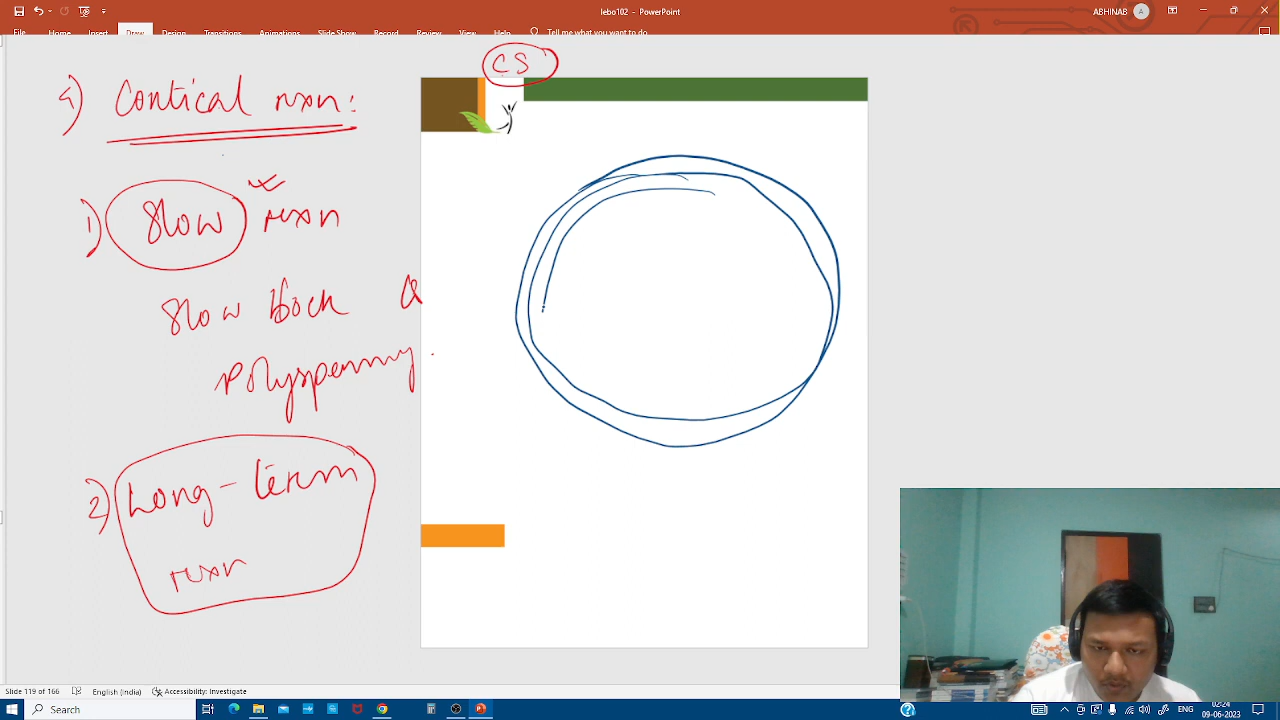 lebo102 - PowerPoint
ABHINAB
A
File Home Insert Draw Design Transitions Animations Slide Show Record Review View Help Tell me what you want to do
CS
4) Cortical rxn:
1) Slow rxn
Slow block
Polyspermy.
2) Long-term
rxn
Slide 119 of 166 English (India) Accessibility: Investigate
Search
ENG
02:24
09-06-2023